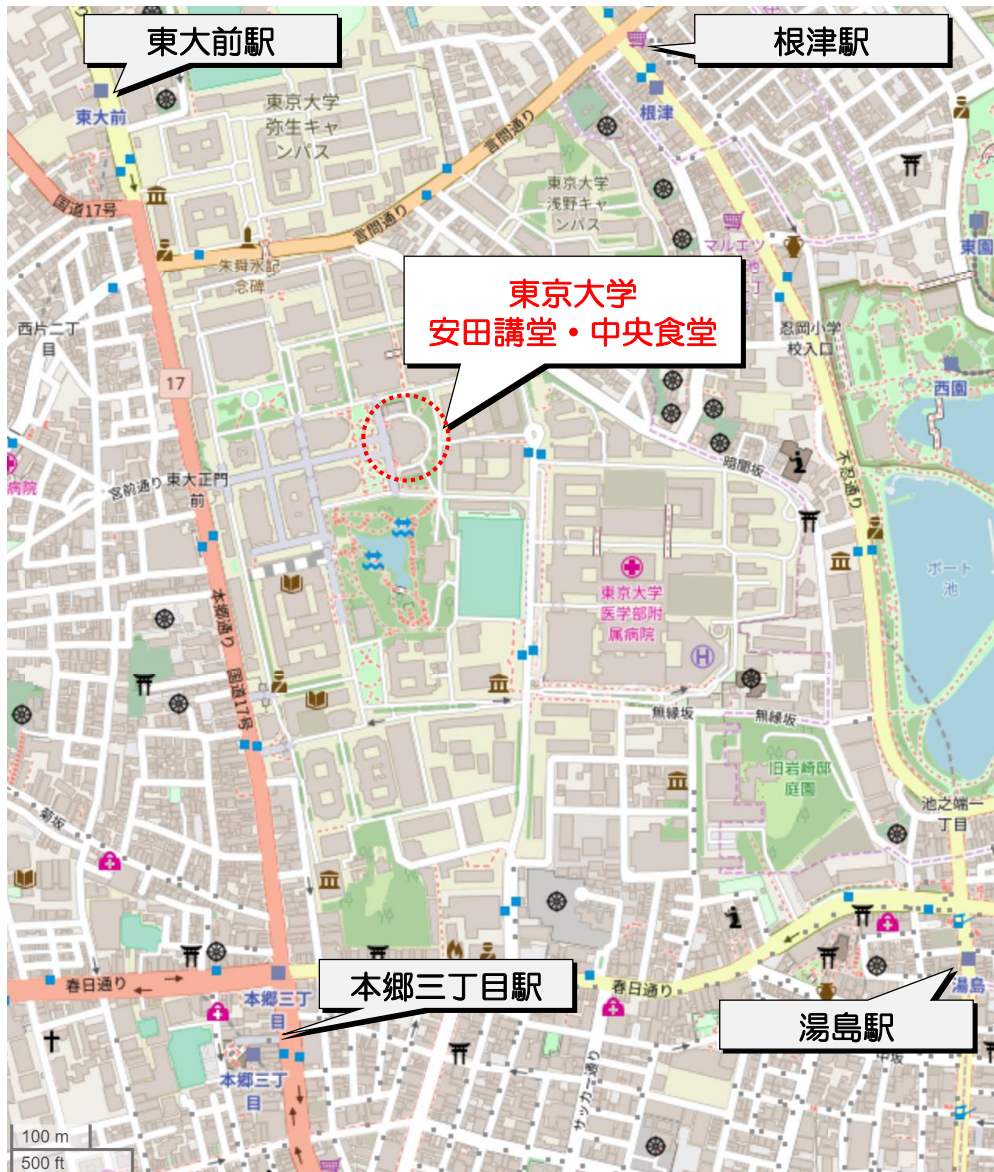 東大前駅
根津駅
東大前
東京大学
弥生キャ
ンパス
根津
言問通り
国道17号
東京大学
浅野キャ
ンパス
マルエツ
池
丁
東園
言問通り
朱舜水記
念碑
西片二丁
目
東京大学
安田講堂・中央食堂
忍岡小学
校入口
17
西園
病院
宮前通り
東大正門
前
暗闇坂
不忍通り
ボート
池
東京大学
医学部附
属病院
H
本郷通り
国道17号
無縁坂
無縁坂
旧岩崎邸
庭園
池之端一
丁目
菊坂
春日通り
本郷三丁
目
本郷三丁目駅
春日通り
湯島
湯島駅
中坂
本郷三丁
目
サッカー通り
100 m
500 ft